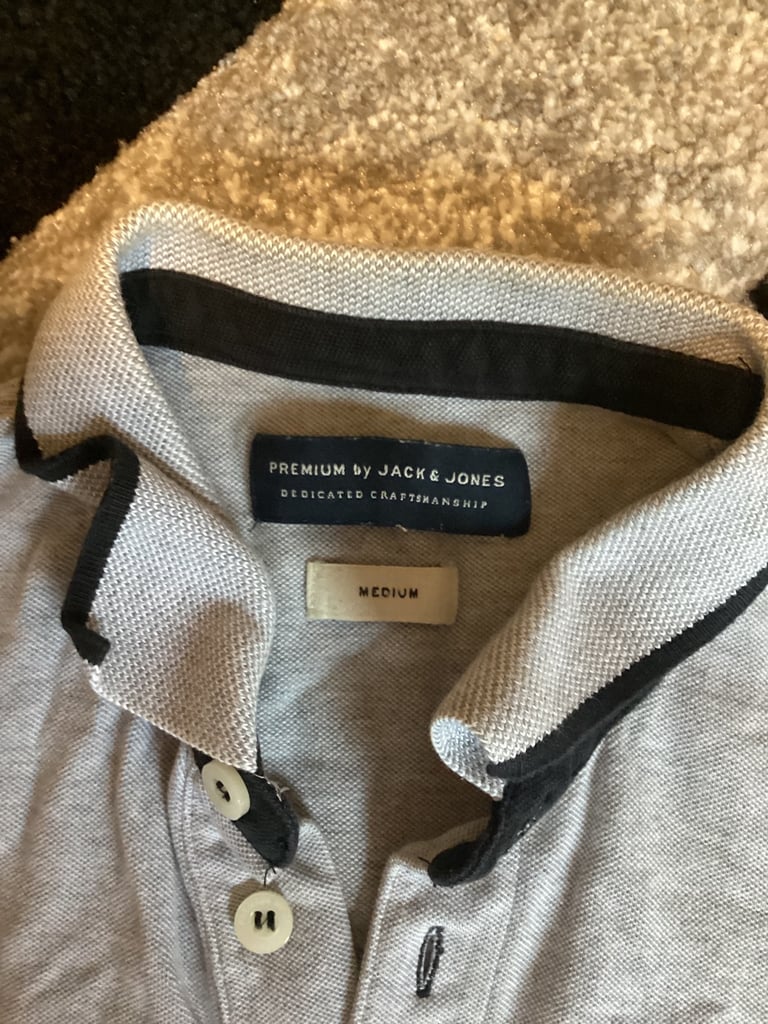 PREMIUM by JACK & JONES
DEDICATED CRAFTSMANSHIP
MEDIUM